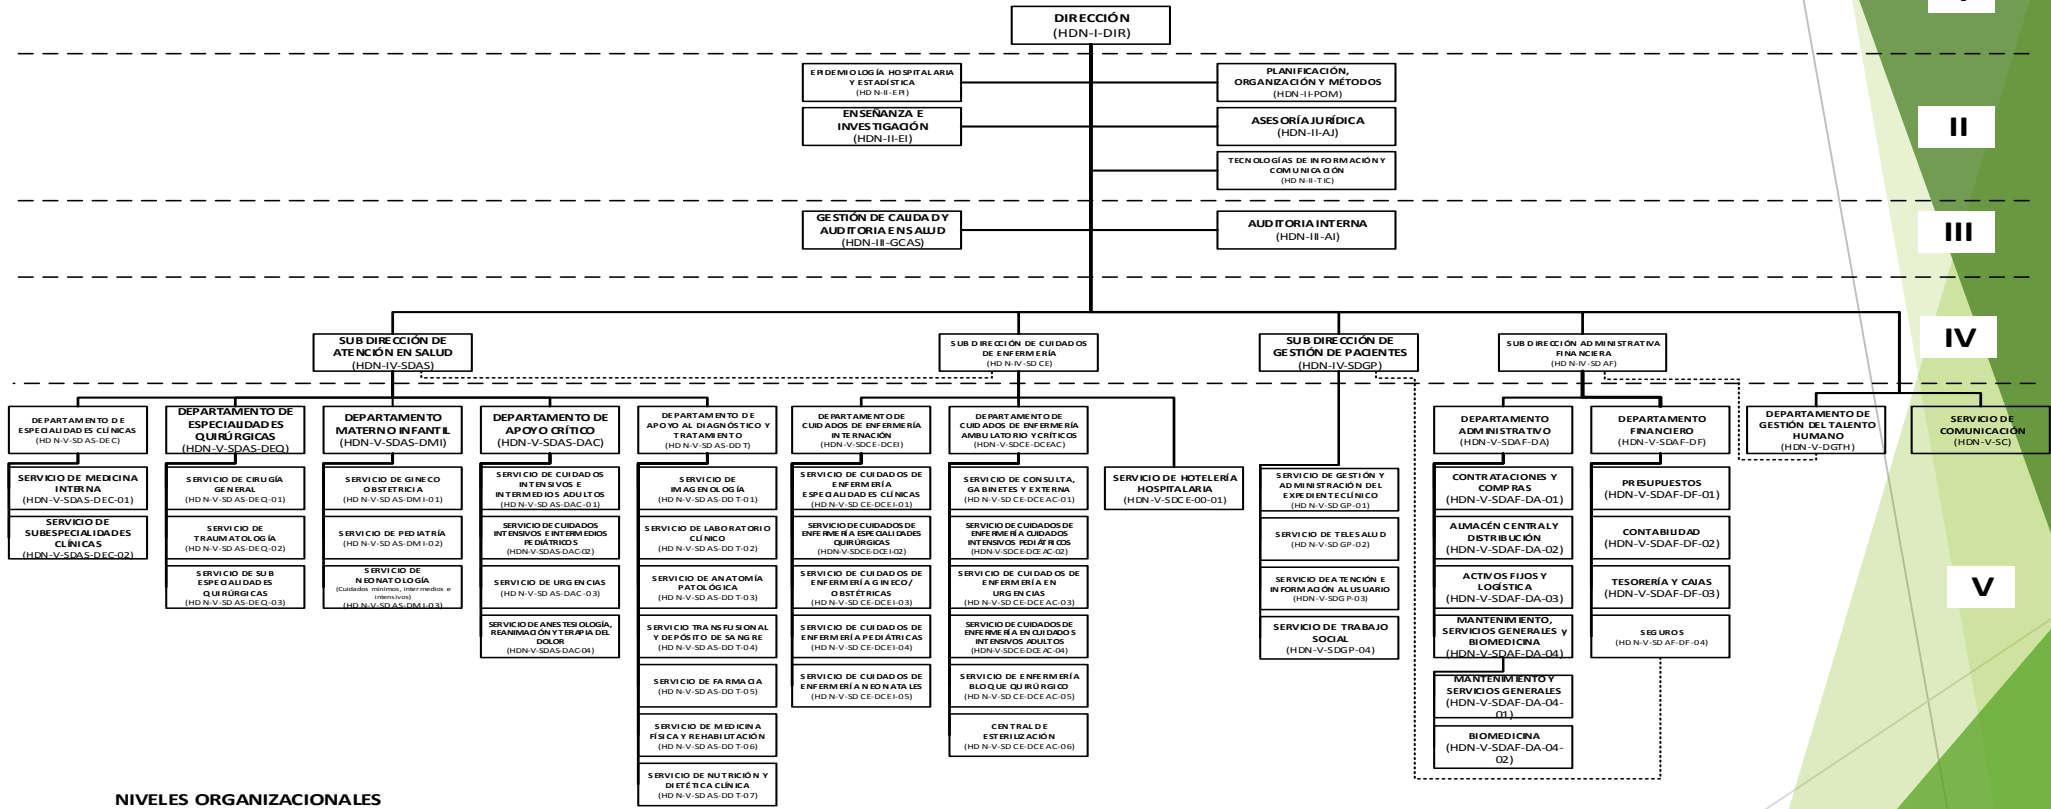 DIRECCIÓN
(HDN-I-DIR)
EPIDEMIOLOGÍA HOSPITALARIA
Y ESTADÍSTICA
(HDN-II-EPI)
PLANIFICACIÓN,
ORGANIZACIÓN Y MÉTODOS
(HDN-II-POM)
ENSEÑANZA E
INVESTIGACIÓN
(HDN-II-EI)
ASESORÍA JURÍDICA
(HDN-II-AJ)
II
TECNOLOGÍAS DE INFORMACIÓN Y
COMUNICACIÓN
(HDN-II-TIC)
GESTIÓN DE CALIDAD Y
AUDITORIA EN SALUD
(HDN-III-GCAS)
AUDITORIA INTERNA
(HDN-III-AI)
III
SUB DIRECCIÓN DE
ATENCIÓN EN SALUD
(HDN-IV-SDAS)
SUB DIRECCIÓN DE CUIDADOS
DE ENFERMERÍA
(HDN-IV-SDCE)
SUB DIRECCIÓN DE
GESTIÓN DE PACIENTES
(HDN-IV-SDGP)
SUB DIRECCIÓN ADMINISTRATIVA
FINANCIERA
(HDN-IV-SDAF)
IV
DEPARTAMENTO DE
ESPECIALIDADES CLÍNICAS
(HDN-V-SDAS-DEC)
DEPARTAMENTO DE
ESPECIALIDADES
QUIRÚRGICAS
(HDN-V-SDAS-DEQ)
DEPARTAMENTO
MATERNO INFANTIL
(HDN-V-SDAS-DMI)
DEPARTAMENTO DE
APOYO CRÍTICO
(HDN-V-SDAS-DAC)
DEPARTAMENTO DE
APOYO AL DIAGNÓSTICO Y
TRATAMIENTO
(HDN-V-SDAS-DDT)
DEPARTAMENTO DE
CUIDADOS DE ENFERMERÍA
INTERNACIÓN
(HDN-V-SDCE-DCEI)
DEPARTAMENTO DE
CUIDADOS DE ENFERMERÍA
AMBULATORIO Y CRÍTICOS
(HDN-V-SDCE-DCEAC)
DEPARTAMENTO
ADMINISTRATIVO
(HDN-V-SDAF-DA)
DEPARTAMENTO
FINANCIERO
(HDN-V-SDAF-DF)
DEPARTAMENTO DE
GESTIÓN DEL TALENTO
HUMANO
(HDN-V-DGTH)
SERVICIO DE
COMUNICACIÓN
(HDN-V-SC)
SERVICIO DE MEDICINA
INTERNA
(HDN-V-SDAS-DEC-01)
SERVICIO DE
SUBESPECIALIDADES
CLÍNICAS
(HDN-V-SDAS-DEC-02)
SERVICIO DE CIRUGÍA
GENERAL
(HDN-V-SDAS-DEQ-01)
SERVICIO DE
TRAUMATOLOGÍA
(HDN-V-SDAS-DEQ-02)
SERVICIO DE SUB
ESPECIALIDADES
QUIRÚRGICAS
(HDN-V-SDAS-DEQ-03)
SERVICIO DE GINECO
OBSTETRICIA
(HDN-V-SDAS-DMI-01)
SERVICIO DE PEDIATRÍA
(HDN-V-SDAS-DMI-02)
SERVICIO DE
NEONATOLOGÍA
(Cuidados mínimos, intermedios e
intensivos)
(HDN-V-SDAS-DMI-03)
SERVICIO DE CUIDADOS
INTENSIVOS E
INTERMEDIOS ADULTOS
(HDN-V-SDAS-DAC-01)
SERVICIO DE CUIDADOS
INTENSIVOS E INTERMEDIOS
PEDIÁTRICOS
(HDN-V-SDAS-DAC-02)
SERVICIO DE URGENCIAS
(HDN-V-SDAS-DAC-03)
SERVICIO DE ANESTESIOLOGÍA,
REANIMACIÓN Y TERAPIA DEL
DOLOR
(HDN-V-SDAS-DAC-04)
SERVICIO DE
IMAGENOLOGÍA
(HDN-V-SDAS-DDT-01)
SERVICIO DE LABORATORIO
CLÍNICO
(HDN-V-SDAS-DDT-02)
SERVICIO DE ANATOMÍA
PATOLÓGICA
(HDN-V-SDAS-DDT-03)
SERVICIO TRANSFUSIONAL
Y DEPÓSITO DE SANGRE
(HDN-V-SDAS-DDT-04)
SERVICIO DE FARMACIA
(HDN-V-SDAS-DDT-05)
SERVICIO DE MEDICINA
FÍSICA Y REHABILITACIÓN
(HDN-V-SDAS-DDT-06)
SERVICIO DE NUTRICIÓN Y
DIETÉTICA CLÍNICA
(HDN-V-SDAS-DDT-07)
SERVICIO DE CUIDADOS DE
ENFERMERÍA
ESPECIALIDADES CLÍNICAS
(HDN-V-SDCE-DCEI-01)
SERVICIO DE CUIDADOS DE
ENFERMERÍA ESPECIALIDADES
QUIRÚRGICAS
(HDN-V-SDCE-DCEI-02)
SERVICIO DE CUIDADOS DE
ENFERMERÍA GINECO/
OBSTÉTRICAS
(HDN-V-SDCE-DCEI-03)
SERVICIO DE CUIDADOS DE
ENFERMERÍA PEDIÁTRICAS
(HDN-V-SDCE-DCEI-04)
SERVICIO DE CUIDADOS DE
ENFERMERÍA NEONATALES
(HDN-V-SDCE-DCEI-05)
SERVICIO DE CONSULTA,
GABINETES Y EXTERNA
(HDN-V-SDCE-DCEAC-01)
SERVICIO DE CUIDADOS DE
ENFERMERÍA CUIDADOS
INTENSIVOS PEDIÁTRICOS
(HDN-V-SDCE-DCEAC-02)
SERVICIO DE CUIDADOS DE
ENFERMERÍA EN
URGENCIAS
(HDN-V-SDCE-DCEAC-03)
SERVICIO DE CUIDADOS DE
ENFERMERÍA EN CUIDADOS
INTENSIVOS ADULTOS
(HDN-V-SDCE-DCEAC-04)
SERVICIO DE ENFERMERÍA
BLOQUE QUIRÚRGICO
(HDN-V-SDCE-DCEAC-05)
CENTRAL DE
ESTERILIZACIÓN
(HDN-V-SDCE-DCEAC-06)
SERVICIO DE HOTELERÍA
HOSPITALARIA
(HDN-V-SDCE-00-01)
SERVICIO DE GESTIÓN Y
ADMINISTRACIÓN DEL
EXPEDIENTE CLÍNICO
(HDN-V-SDGP-01)
SERVICIO DE TELESALUD
(HDN-V-SDGP-02)
SERVICIO DE ATENCIÓN E
INFORMACIÓN AL USUARIO
(HDN-V-SDGP-03)
SERVICIO DE TRABAJO
SOCIAL
(HDN-V-SDGP-04)
CONTRATACIONES Y
COMPRAS
(HDN-V-SDAF-DA-01)
ALMACÉN CENTRAL Y
DISTRIBUCIÓN
(HDN-V-SDAF-DA-02)
ACTIVOS FIJOS Y
LOGÍSTICA
(HDN-V-SDAF-DA-03)
MANTENIMIENTO,
SERVICIOS GENERALES y
BIOMEDICINA
(HDN-V-SDAF-DA-04)
MANTENIMIENTO Y
SERVICIOS GENERALES
(HDN-V-SDAF-DA-04-
01)
BIOMEDICINA
(HDN-V-SDAF-DA-04-
02)
PRESUPUESTOS
(HDN-V-SDAF-DF-01)
CONTABILIDAD
(HDN-V-SDAF-DF-02)
TESORERÍA Y CAJAS
(HDN-V-SDAF-DF-03)
SEGUROS
(HDN-V-SDAF-DF-04)
V
NIVELES ORGANIZACIONALES